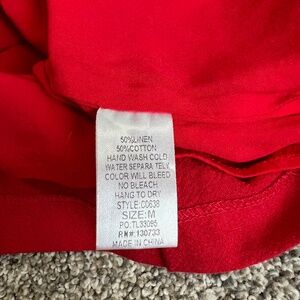 50%LINEN
50%COTTON
HAND WASH COLD
WATER SEPARA TELY
COLOR WILL BLEED
NO BLEACH
HANG TO DRY
STYLE:C0638
SIZE:M
PO:TL33095
RN#:130733
MADE IN CHINA